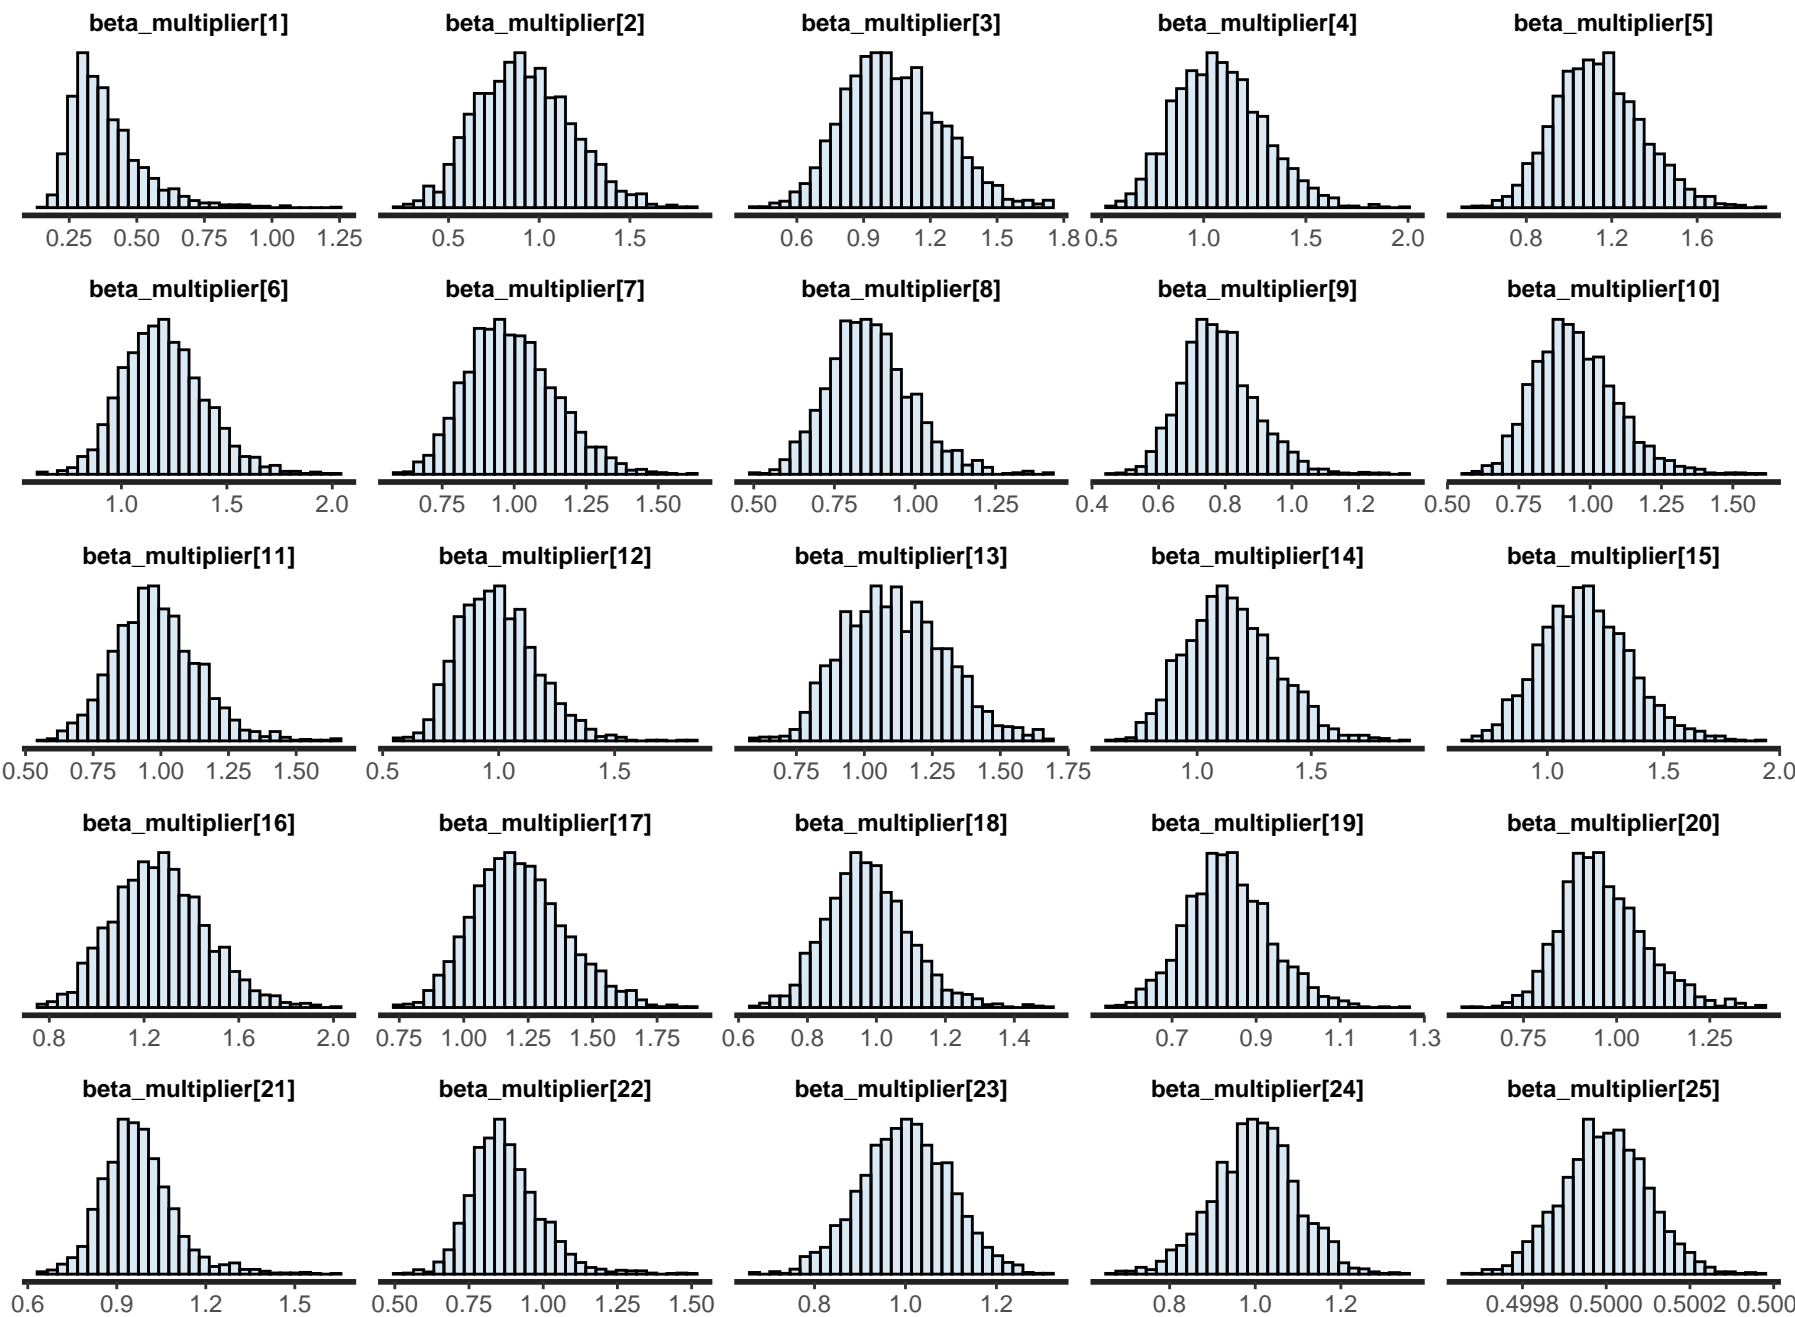 beta_multiplier[1] beta_multiplier[2] beta_multiplier[3] beta_multiplier[4] beta_multiplier[5]
0.25 0.50 0.75 1.00 1.25 0.5 1.0 1.5 0.6 0.9 1.2 1.5 1.8 0.5 1.0 1.5 2.0 0.8 1.2 1.6
beta_multiplier[6] beta_multiplier[7] beta_multiplier[8] beta_multiplier[9] beta_multiplier[10]
1.0 1.5 2.0 0.75 1.00 1.25 1.50 0.50 0.75 1.00 1.25 0.4 0.6 0.8 1.0 1.2 0.50 0.75 1.00 1.25 1.50
beta_multiplier[11] beta_multiplier[12] beta_multiplier[13] beta_multiplier[14] beta_multiplier[15]
0.50 0.75 1.00 1.25 1.50 0.5 1.0 1.5 0.75 1.00 1.25 1.50 1.75 1.0 1.5 1.0 1.5 2.0
beta_multiplier[16] beta_multiplier[17] beta_multiplier[18] beta_multiplier[19] beta_multiplier[20]
0.8 1.2 1.6 2.0 0.75 1.00 1.25 1.50 1.75 0.6 0.8 1.0 1.2 1.4 0.7 0.9 1.1 1.3 0.75 1.00 1.25
beta_multiplier[21] beta_multiplier[22] beta_multiplier[23] beta_multiplier[24] beta_multiplier[25]
0.6 0.9 1.2 1.5 0.50 0.75 1.00 1.25 1.50 0.8 1.0 1.2 0.8 1.0 1.2 0.4998 0.5000 0.5002 0.500